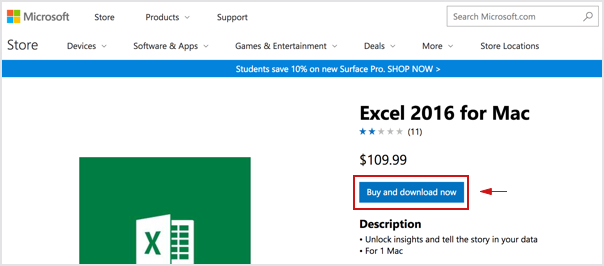 Microsoft Store Products Support Search Microsoft.com
Store Devices Software & Apps Games & Entertainment Deals More Store Locations
Students save 10% on new Surface Pro. SHOP NOW >
Excel 2016 for Mac
(11)
$109.99
Buy and download now
X
Description
• Unlock insights and tell the story in your data
• For 1 Mac